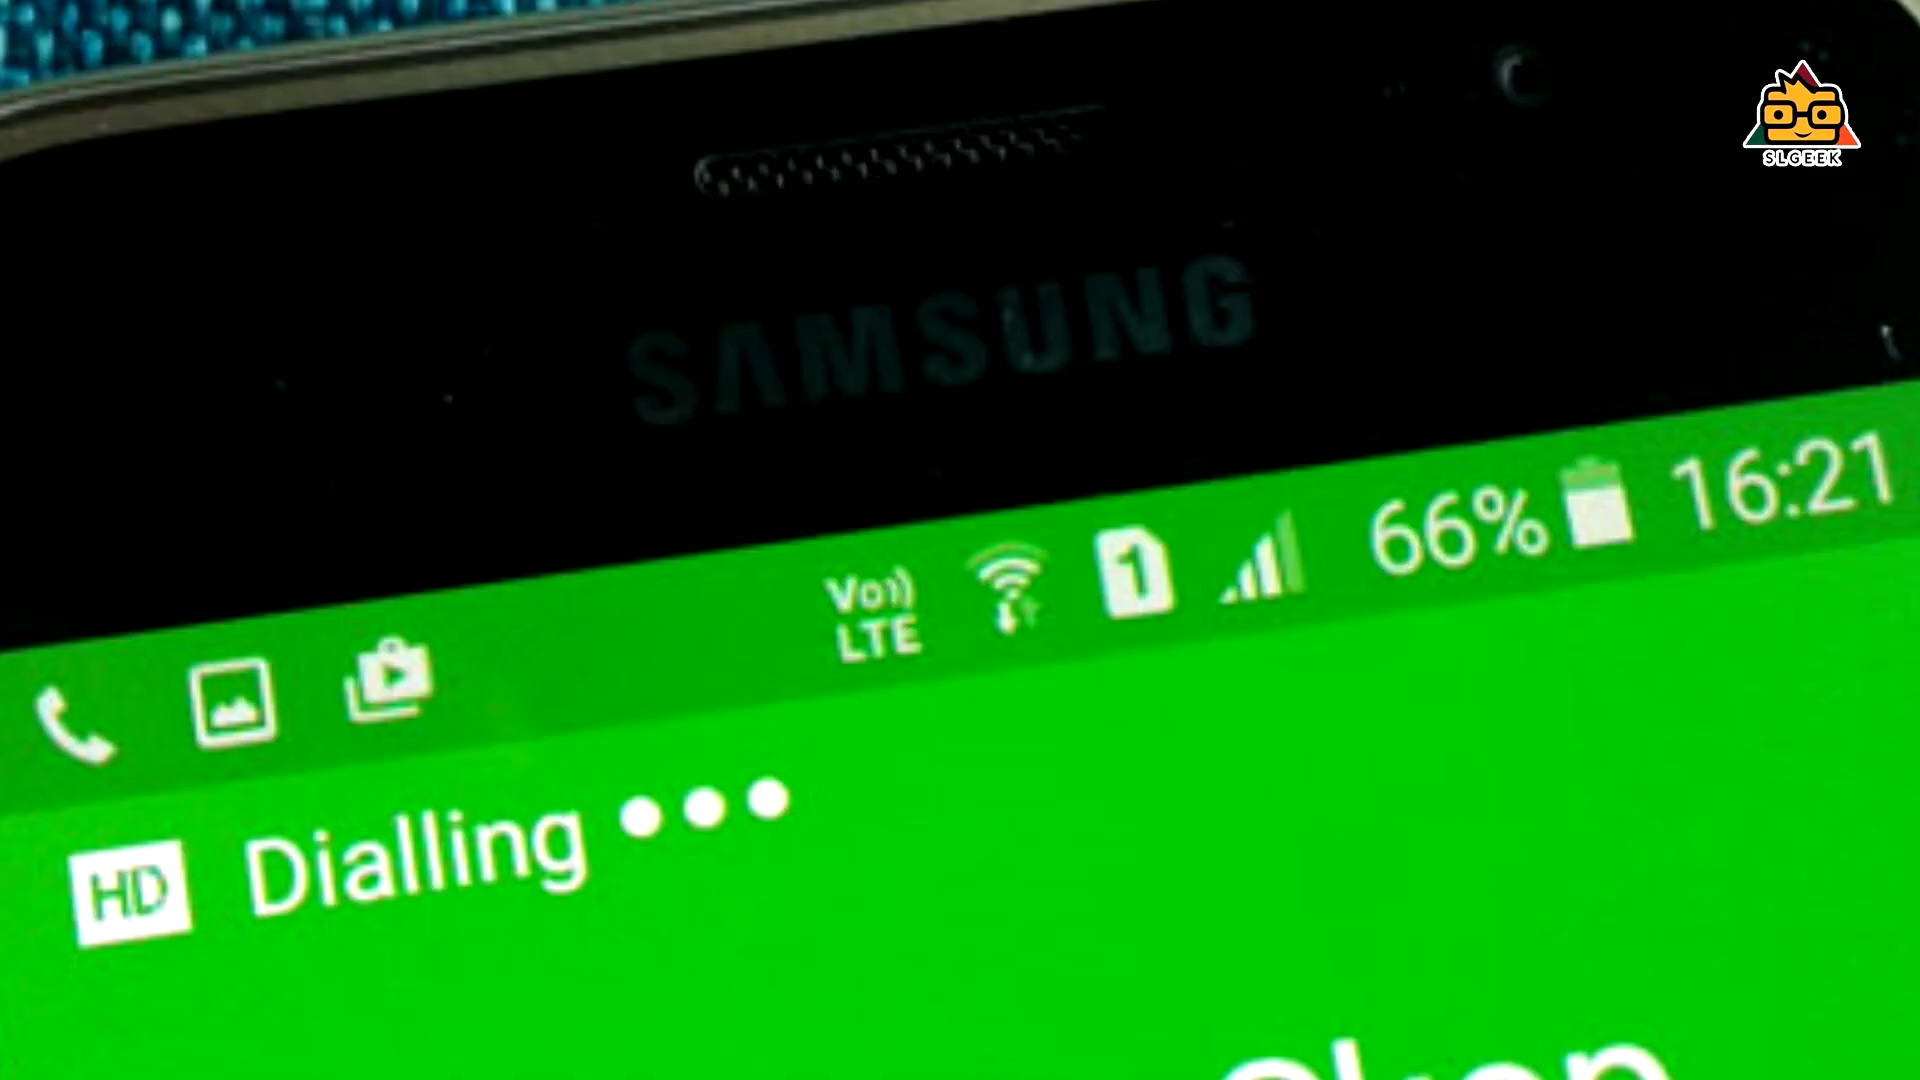 SLGEEK
SAMSUNG
Vo)) LTE 1 66% 16:21
HD Dialling